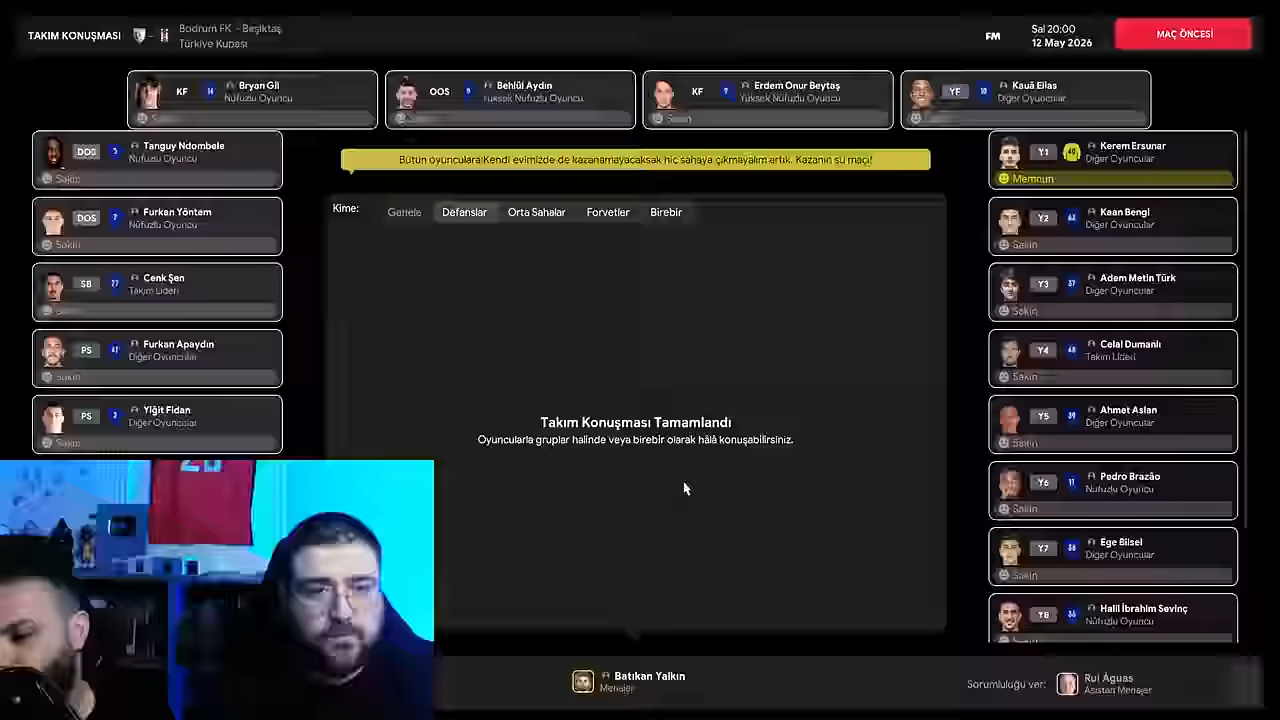 TAKIM KONUŞMASI
Bodrum FK - Beşiktaş
Türkiye Kupası
FM
Sal 20:00
12 May 2026
MAÇ ÖNCESİ
KF
Bryan Gil
Nüfuzlu Oyuncu
OOS
Behlül Aydın
Yüksek Nüfuzlu Oyuncu
KF
9
Erdem Onur Beytaş
Yüksek Nüfuzlu Oyuncu
YF
10
Kauã Elias
Diğer Oyuncular
DOS
Tanguy Ndombele
Nüfuzlu Oyuncu
Sakin
DOS
7
Furkan Yöntem
Nüfuzlu Oyuncu
Sakin
SB
77
Cenk Şen
Takım Lideri
PS
Furkan Apaydın
Diğer Oyuncular
Sakin
PS
3
Yiğit Fidan
Diğer Oyuncular
Sakin
Bütün oyunculara:Kendi evimizde de kazanamayacaksak hiç sahaya çıkmayalım artık. Kazanın şu maçı!
Kime:
Genele
Defanslar
Orta Sahalar
Forvetler
Birebir
Takım Konuşması Tamamlandı
Oyuncularla gruplar halinde veya birebir olarak hâlâ konuşabilirsiniz.
Y1
40
Kerem Ersunar
Diğer Oyuncular
Memnun
Y2
Kaan Bengi
Diğer Oyuncular
Sakin
Y3
37
Adem Metin Türk
Diğer Oyuncular
Sakin
Y4
Celal Dumanlı
Takım Lideri
Sakin
Y5
Ahmet Aslan
Diğer Oyuncular
Sakin
Y6
11
Pedro Brazão
Nüfuzlu Oyuncu
Sakin
Y7
Ege Bilsel
Diğer Oyuncular
Sakin
Y8
Halil İbrahim Sevinç
Nüfuzlu Oyuncu
Batıkan Yalkın
Menajer
Sorumluluğu ver:
Rui Águas
Asistan Menajer